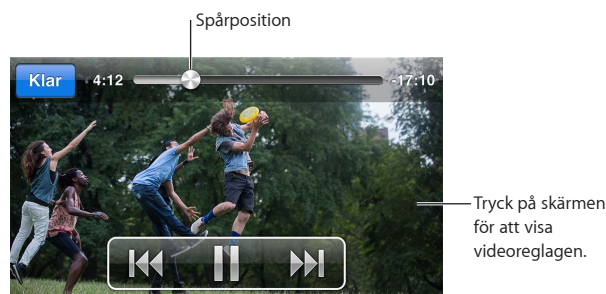 Spårposition
Klar 4:12 -17:10
Tryck på skärmen
för att visa
videoreglagen.